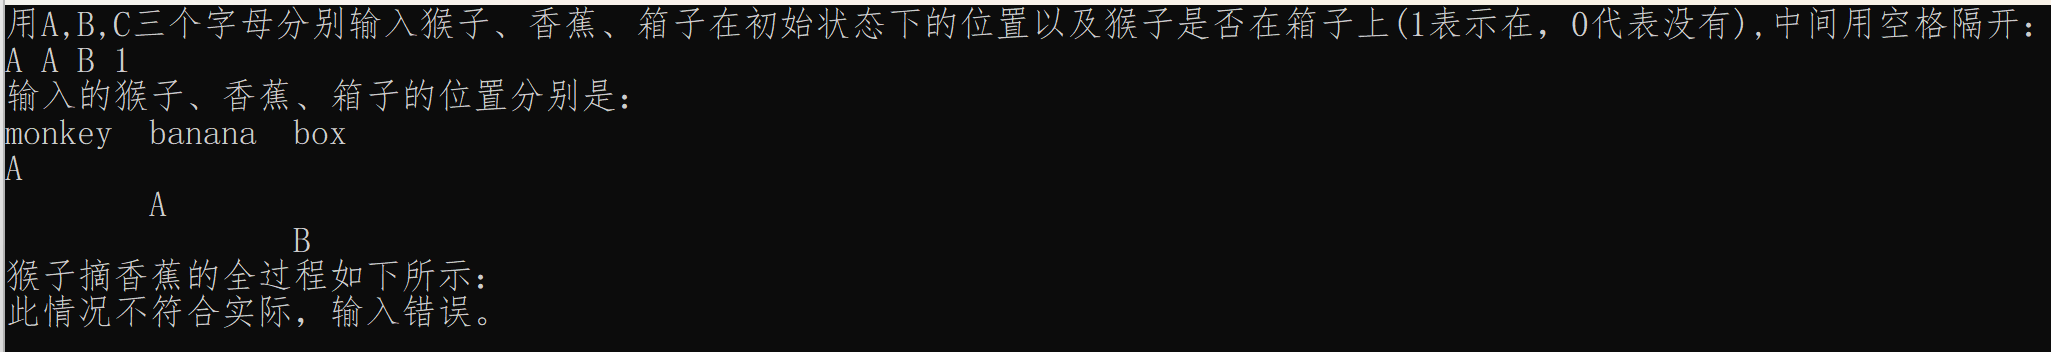 用A,B,C三个字母分别输入猴子、香蕉、箱子在初始状态下的位置以及猴子是否在箱子上(1表示在，0代表没有),中间用空格隔开：
A A B 1
输入的猴子、香蕉、箱子的位置分别是：
monkey  banana  box
A
A
B
猴子摘香蕉的全过程如下所示：
此情况不符合实际，输入错误。